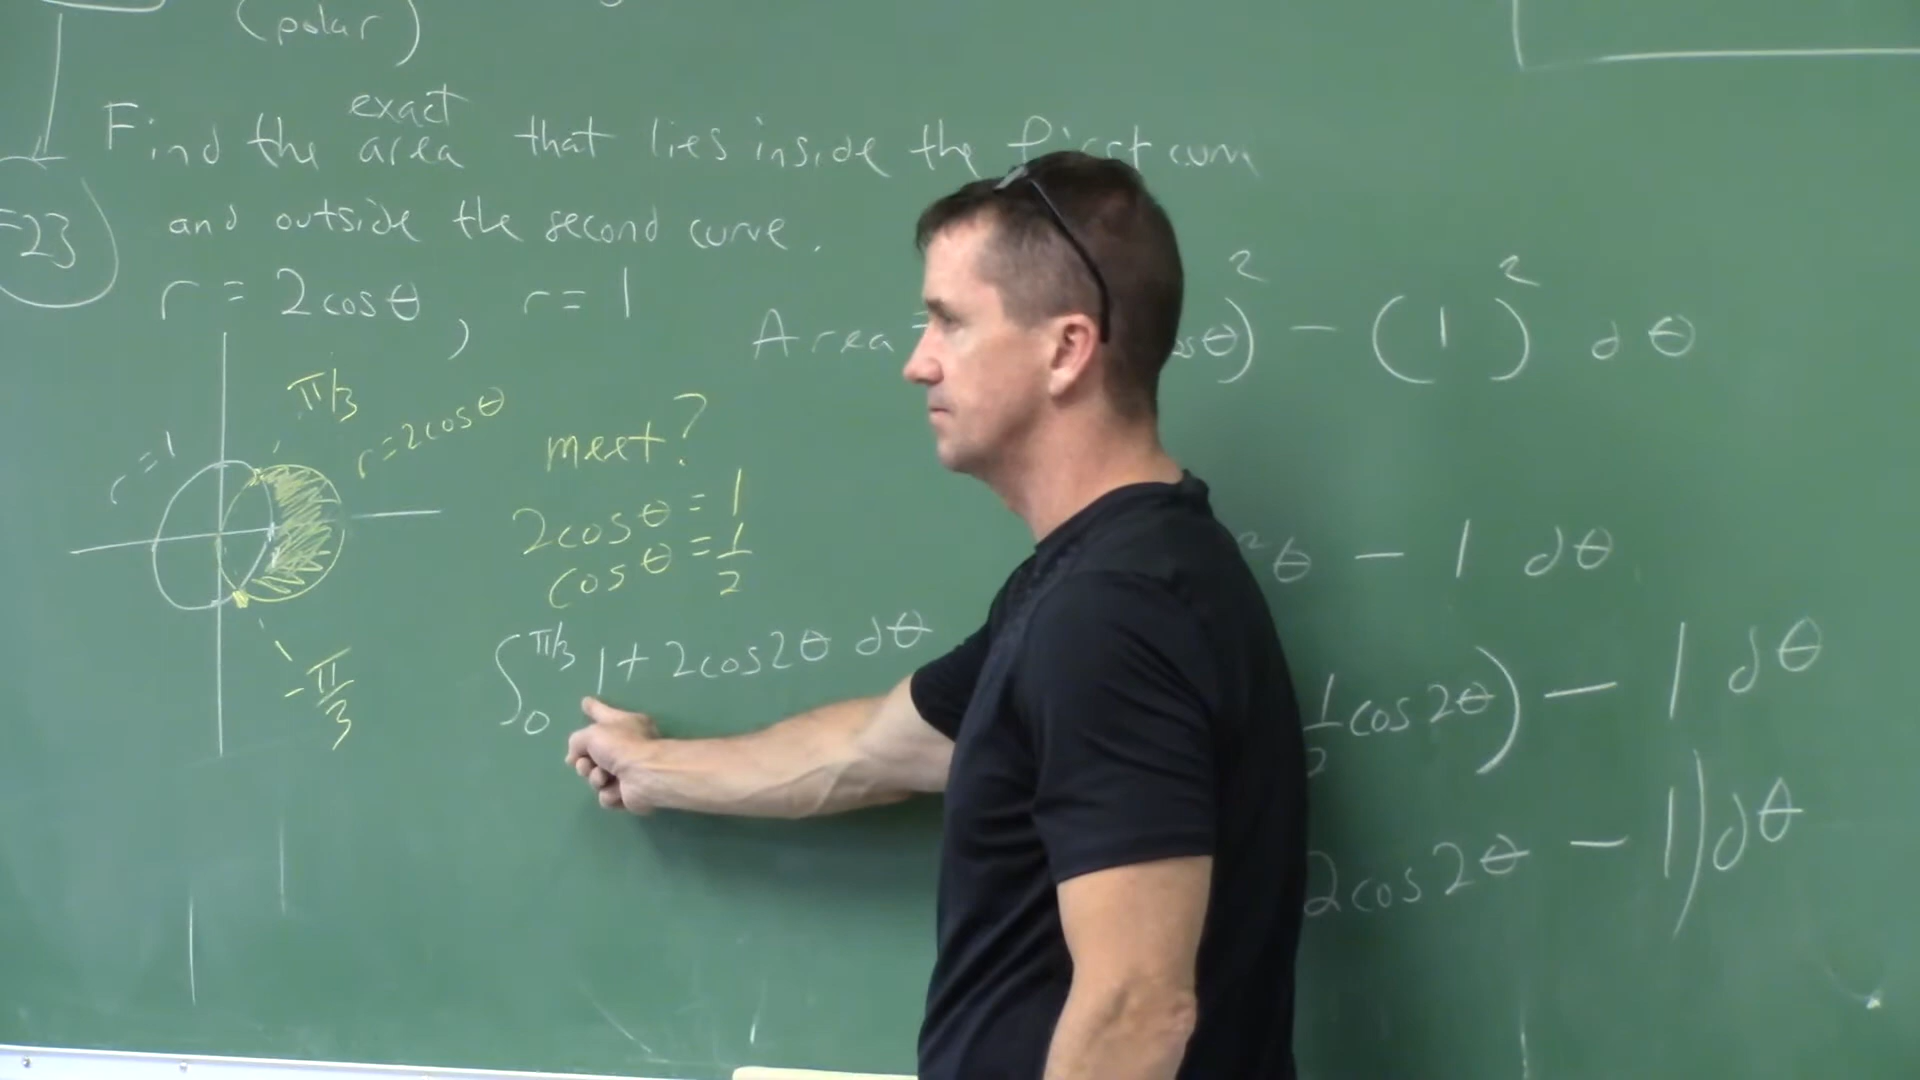 (polar)
Find the exact area that lies inside the first curve
and outside the second curve.
=23
r = 2cosθ, r = 1
Area = osθ)² - (1)² dθ
π/3
r=1
r=2cosθ
meet?
2cosθ = 1
cosθ = 1/2
²θ - 1 dθ
∫₀^π/3 1 + 2cos2θ dθ
-π/3
1/2 cos2θ) - 1 dθ
2cos2θ - 1) dθ